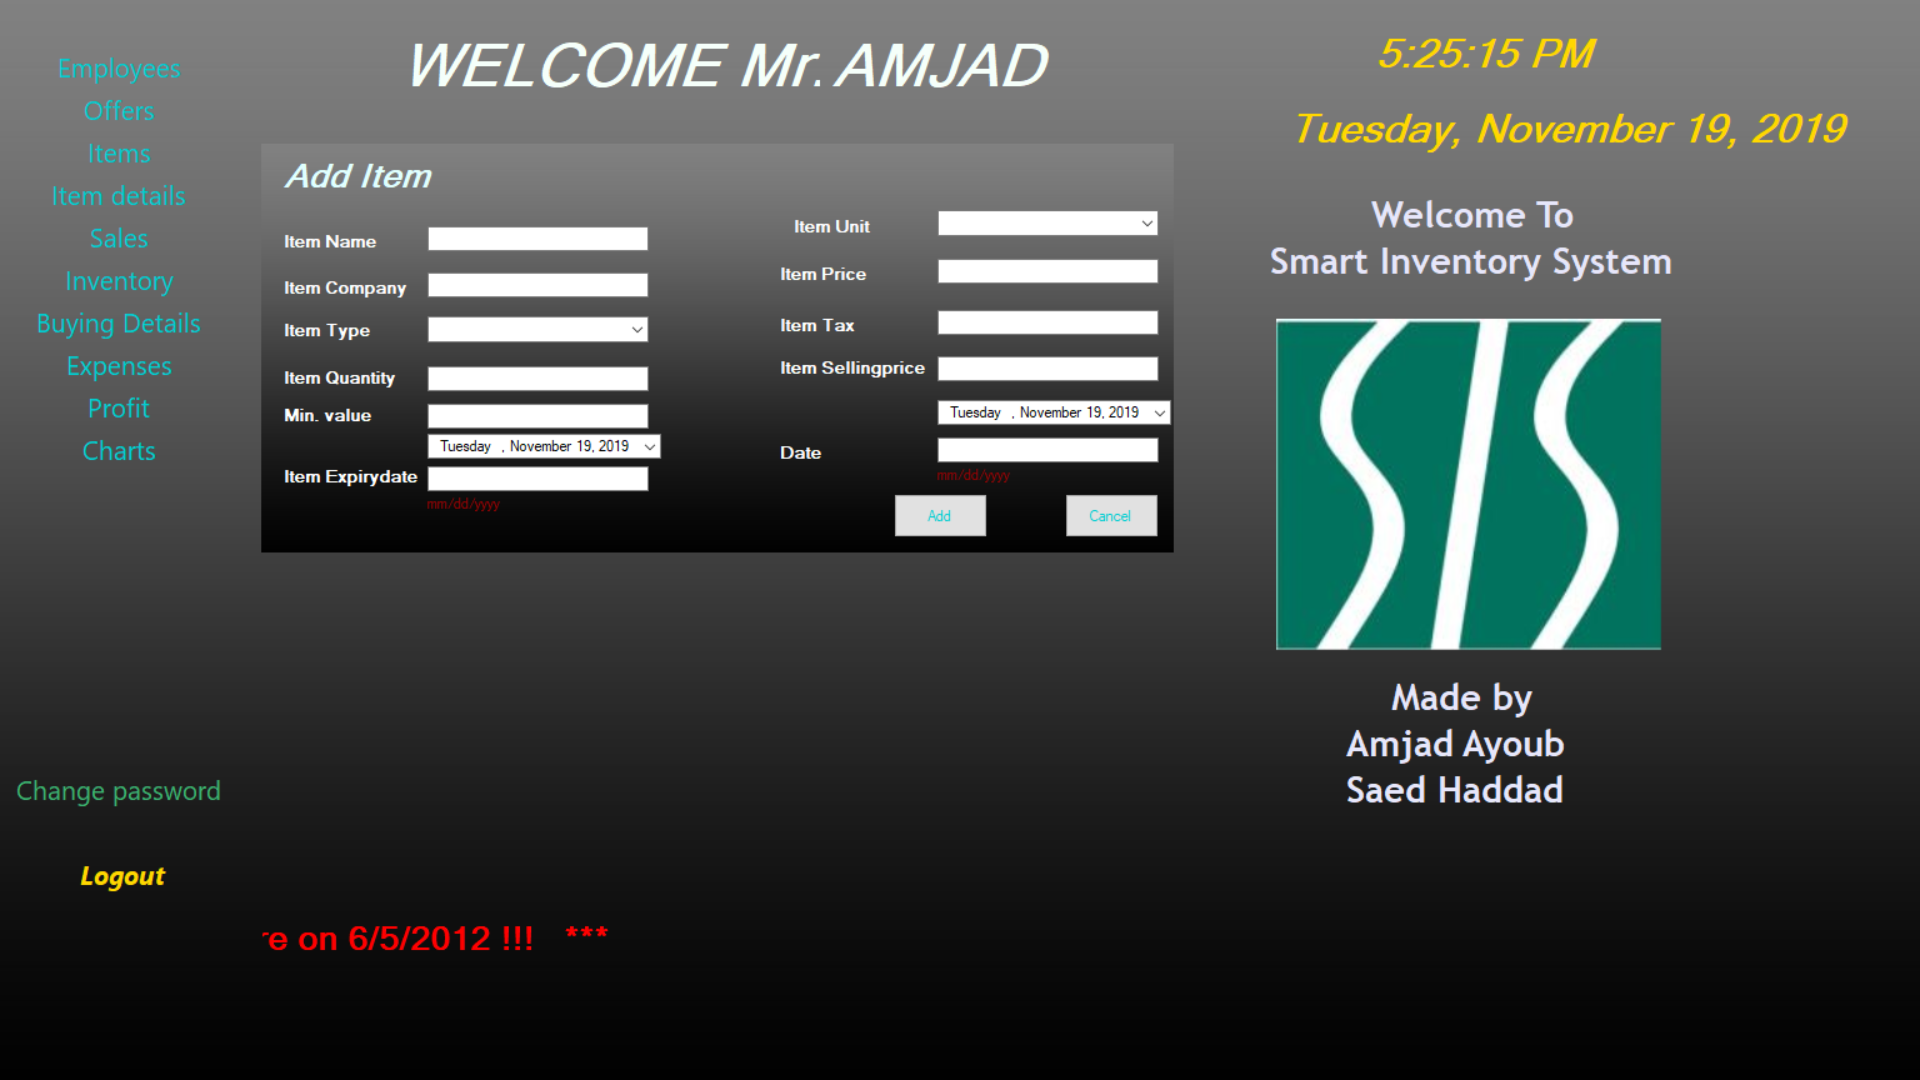 WELCOME Mr. AMJAD
5:25:15 PM
Tuesday, November 19, 2019
Employees
Offers
Items
Item details
Sales
Inventory
Buying Details
Expenses
Profit
Charts
Change password
Logout
Add Item
Item Name
Item Company
Item Type
Item Quantity
Min. value
Tuesday , November 19, 2019
Item Expirydate
mm/dd/yyyy
Item Unit
Item Price
Item Tax
Item Sellingprice
Tuesday , November 19, 2019
Date
mm/dd/yyyy
Add Cancel
Welcome To
Smart Inventory System
SIS
Made by
Amjad Ayoub
Saed Haddad
on 6/5/2012 !!! ***